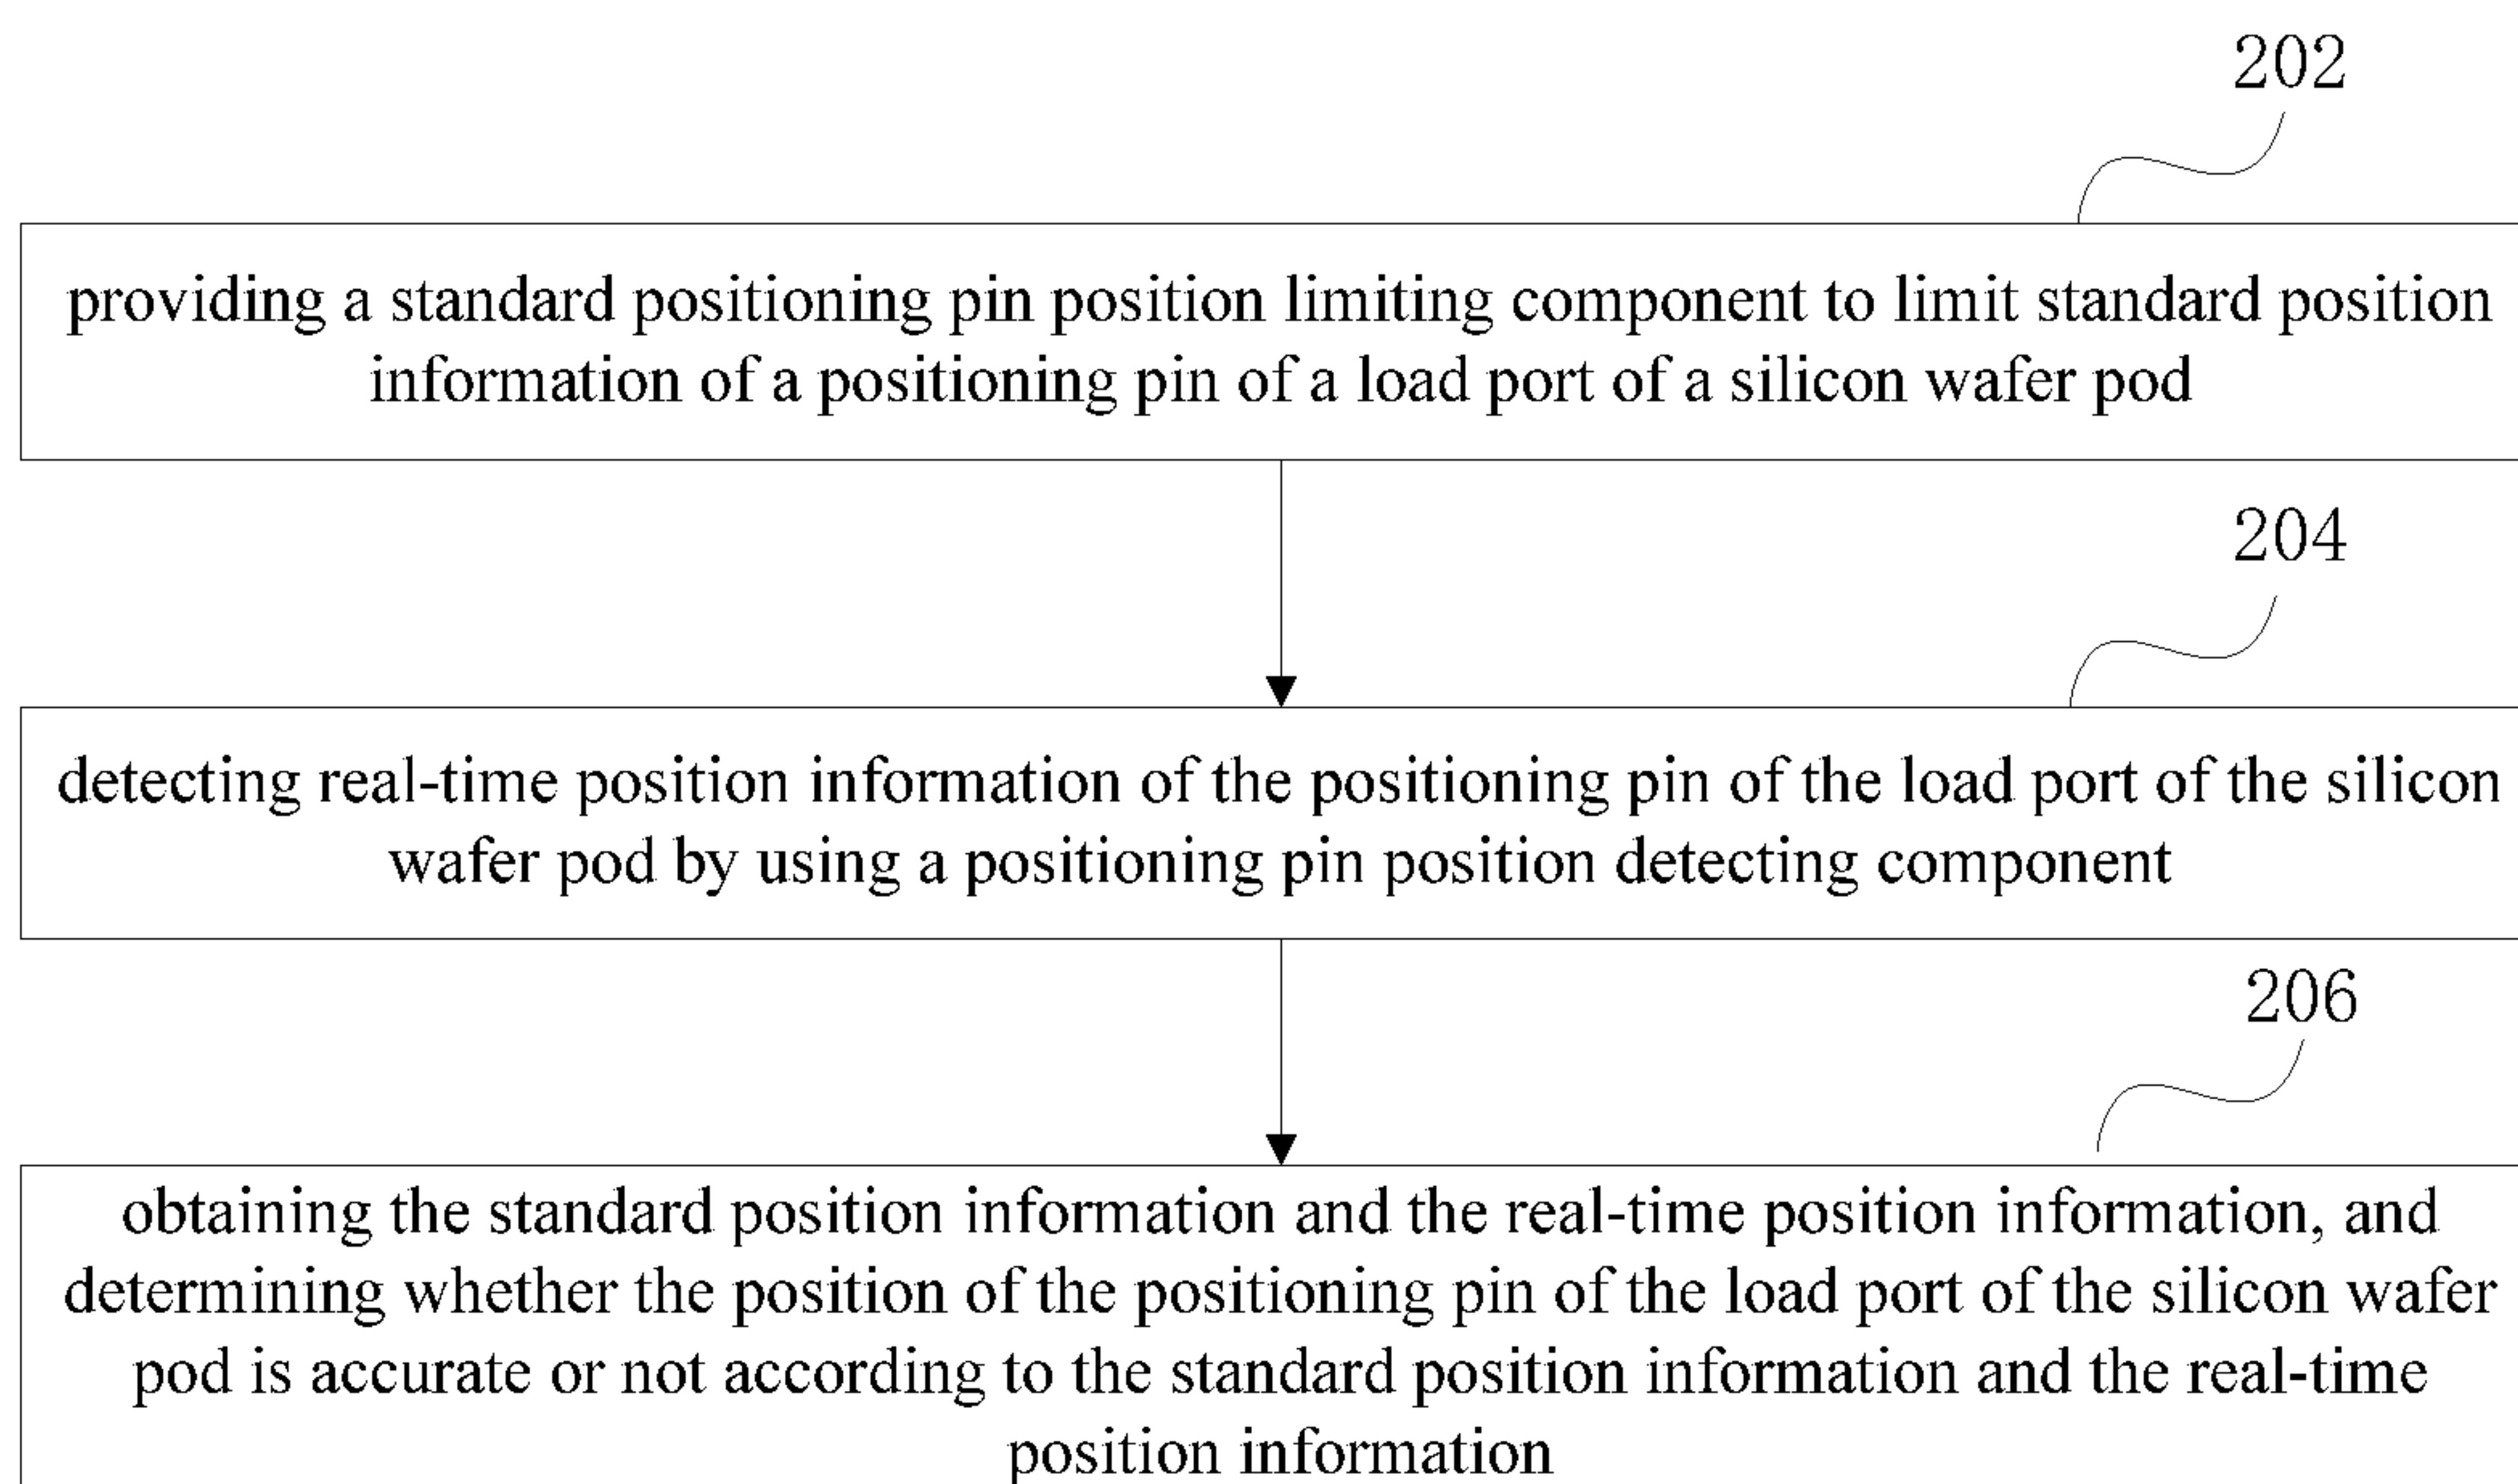 202
providing a standard positioning pin position limiting component to limit standard position
information of a positioning pin of a load port of a silicon wafer pod
204
detecting real-time position information of the positioning pin of the load port of the silicon
wafer pod by using a positioning pin position detecting component
206
obtaining the standard position information and the real-time position information, and
determining whether the position of the positioning pin of the load port of the silicon wafer
pod is accurate or not according to the standard position information and the real-time
position information